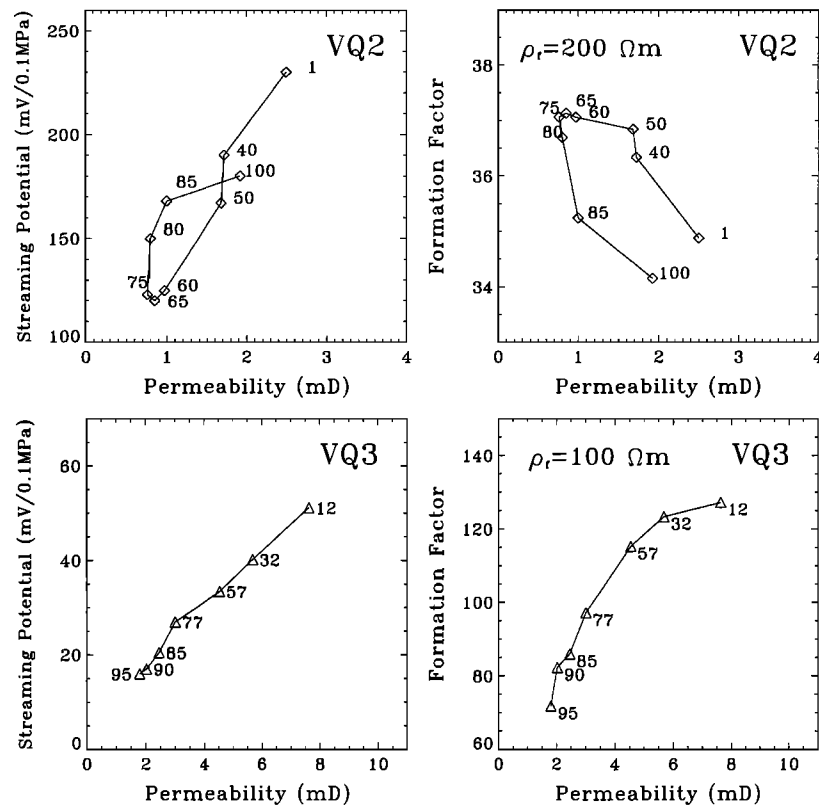 Streaming Potential (mV/0.1MPa)
250
200
150
100
VQ2
1
40
100
85
50
80
75
60
65
0 1 2 3 4
Permeability (mD)
Formation Factor
38
36
34
ρr=200 Ωm VQ2
75 65
60
80
50
40
85
1
100
0 1 2 3 4
Permeability (mD)
Streaming Potential (mV/0.1MPa)
60
40
20
0
VQ3
12
32
57
77
85
90
95
0 2 4 6 8 10
Permeability (mD)
Formation Factor
140
120
100
80
60
ρr=100 Ωm VQ3
12
32
57
77
85
90
95
0 2 4 6 8 10
Permeability (mD)